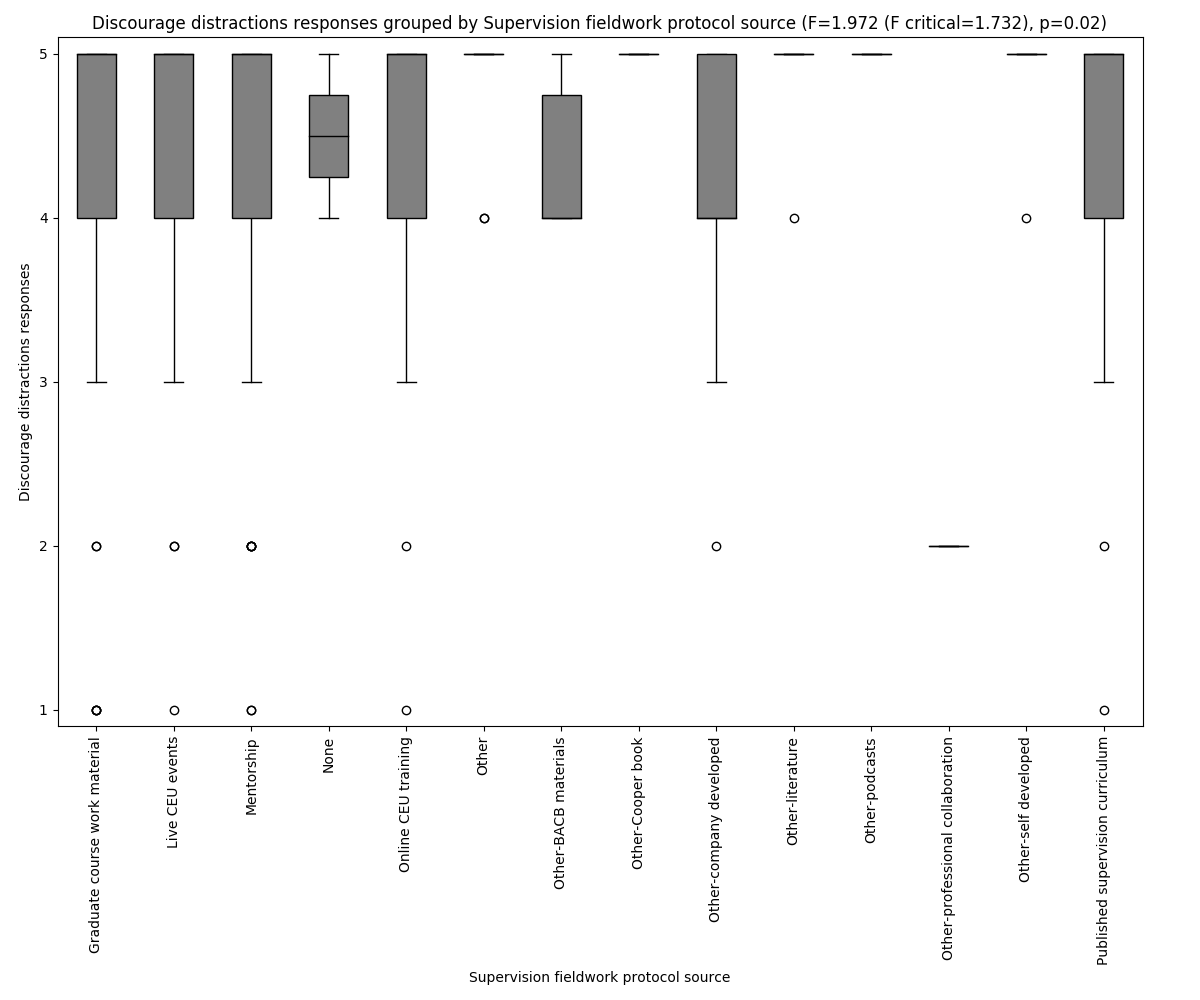 Discourage distractions responses grouped by Supervision fieldwork protocol source (F=1.972 (F critical=1.732), p=0.02)
Discourage distractions responses
5
4
3
2
1
Graduate course work material
Live CEU events
Mentorship
None
Online CEU training
Other
Other-BACB materials
Other-Cooper book
Other-company developed
Other-literature
Other-podcasts
Other-professional collaboration
Other-self developed
Published supervision curriculum
Supervision fieldwork protocol source